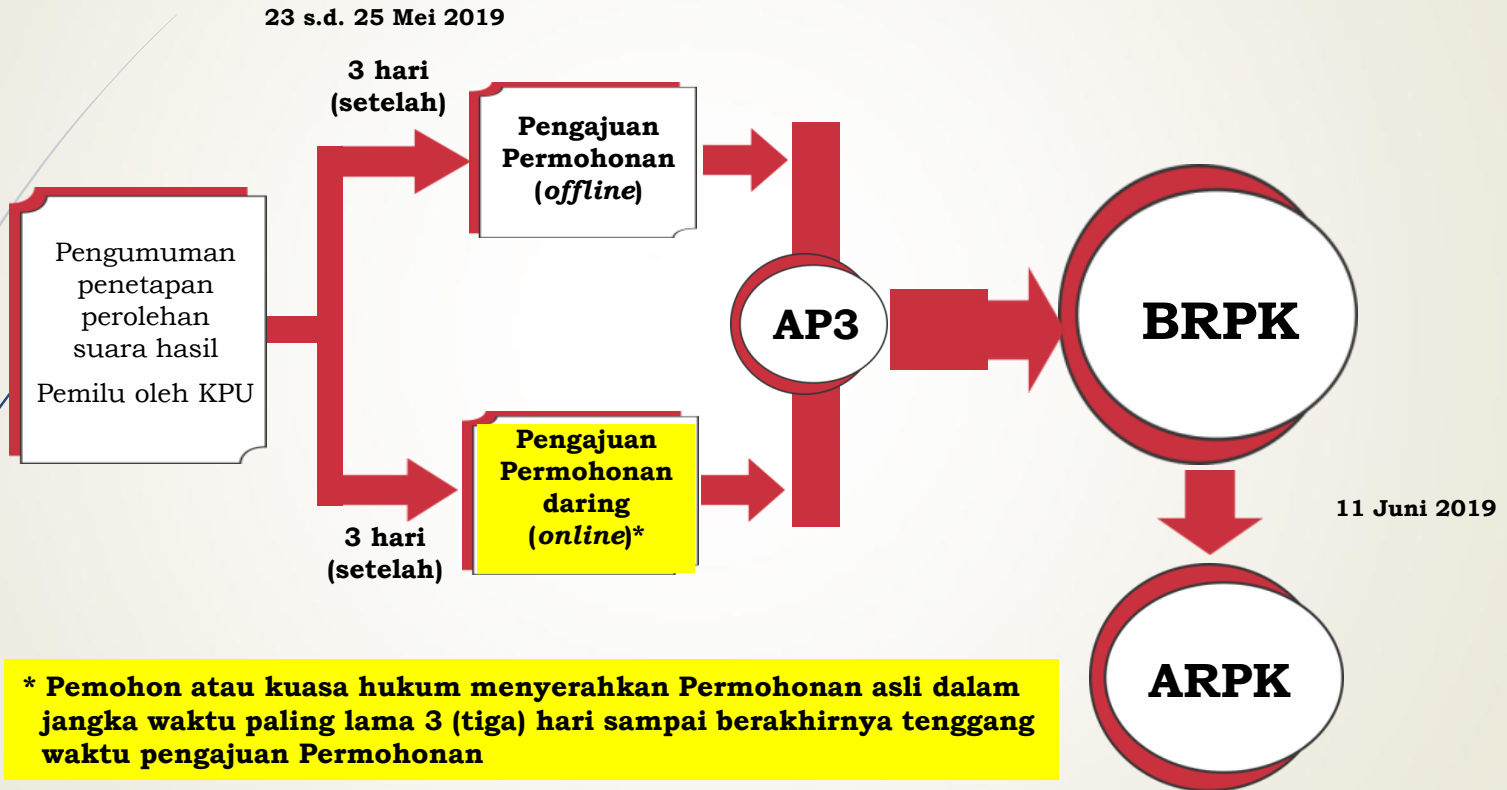 23 s.d. 25 Mei 2019
3 hari
(setelah)
Pengajuan
Permohonan
(offline)
Pengumuman
penetapan
perolehan
suara hasil
Pemilu oleh KPU
AP3
BRPK
Pengajuan
Permohonan
daring
(online)*
3 hari
(setelah)
11 Juni 2019
ARPK
* Pemohon atau kuasa hukum menyerahkan Permohonan asli dalam
jangka waktu paling lama 3 (tiga) hari sampai berakhirnya tenggang
waktu pengajuan Permohonan